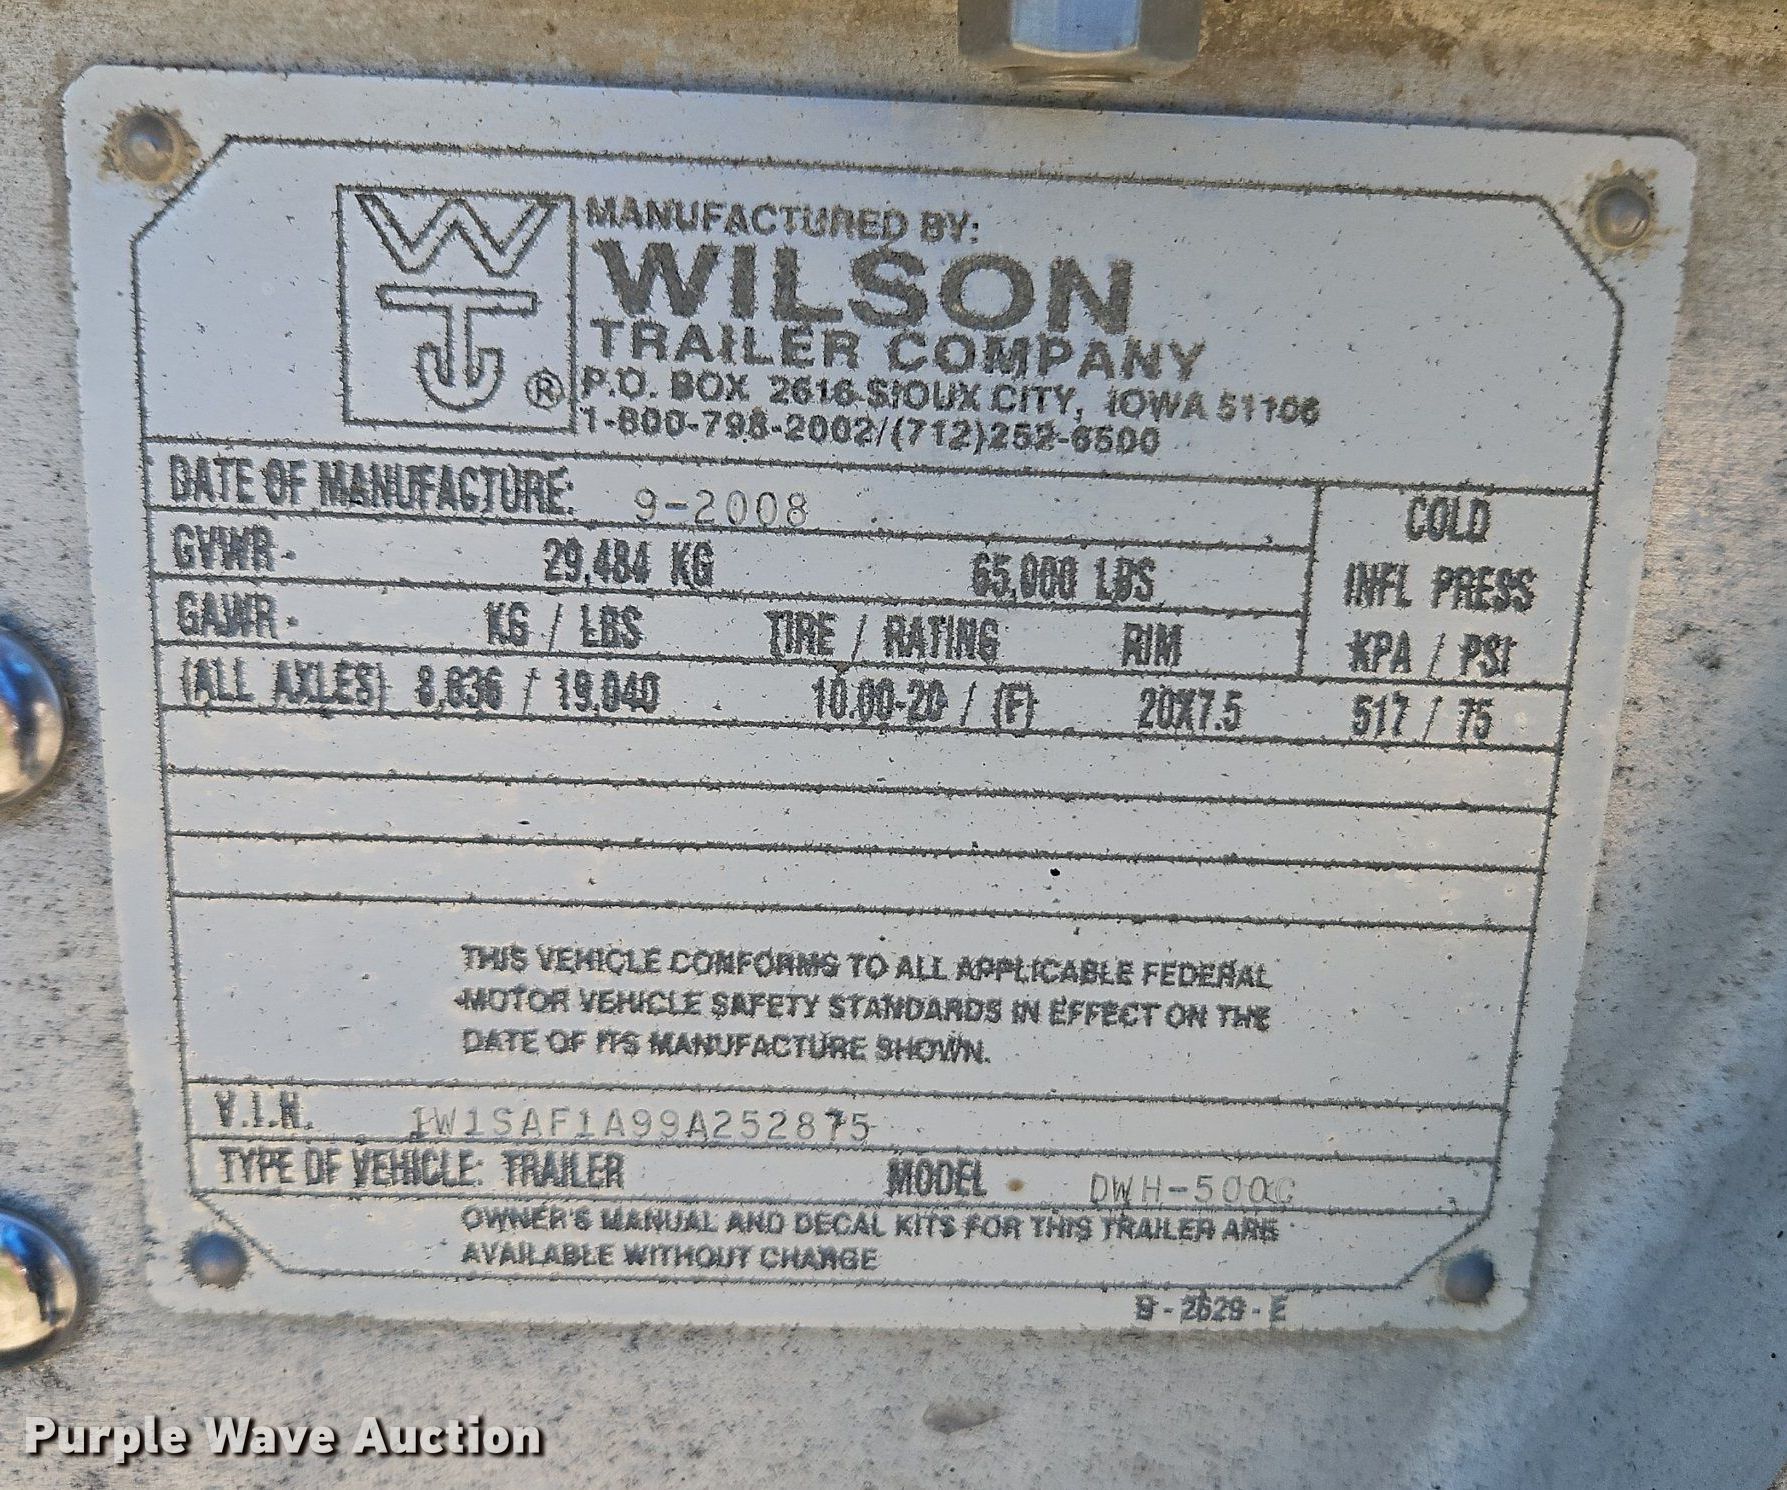 WTJ ®
MANUFACTURED BY:
WILSON
TRAILER COMPANY
P.O. BOX 2616 SIOUX CITY, IOWA 51106
1-800-798-2002/(712)252-6500
DATE OF MANUFACTURE: 9-2008
COLD
INFL PRESS
KPA / PSI
GVWR- 29,484 KG 65,000 LBS
GAWR- KG / LBS TIRE / RATING RIM
(ALL AXLES) 8,636 / 19,040 10.00-20 / (F) 20X7.5 517 / 75
THIS VEHICLE CONFORMS TO ALL APPLICABLE FEDERAL
MOTOR VEHICLE SAFETY STANDARDS IN EFFECT ON THE
DATE OF ITS MANUFACTURE SHOWN.
V.I.N. 1W1SAF1A99A252875
TYPE OF VEHICLE: TRAILER MODEL DWH-500C
OWNER'S MANUAL AND DECAL KITS FOR THIS TRAILER ARE
AVAILABLE WITHOUT CHARGE
9-2629-E
Purple Wave Auction